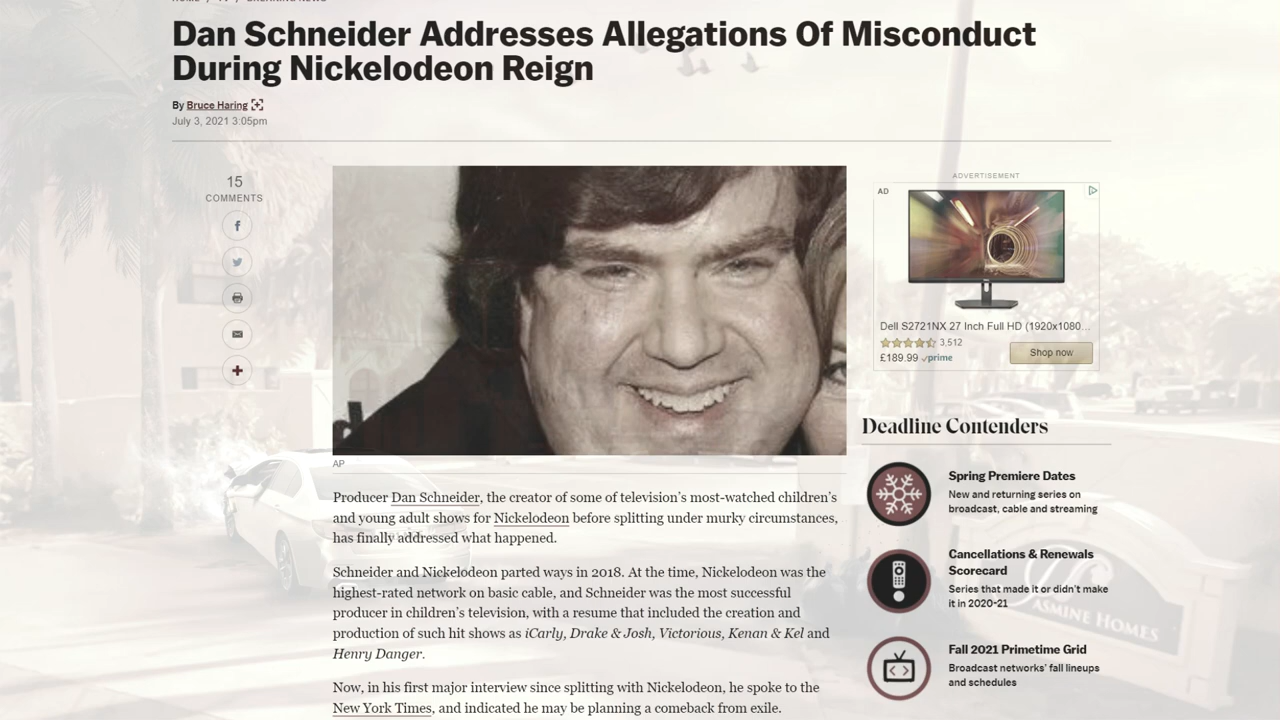 Dan Schneider Addresses Allegations Of Misconduct
During Nickelodeon Reign
By Bruce Haring
July 3, 2021 3:05pm
15
COMMENTS
AP
Producer Dan Schneider, the creator of some of television's most-watched children's
and young adult shows for Nickelodeon before splitting under murky circumstances,
has finally addressed what happened.
Schneider and Nickelodeon parted ways in 2018. At the time, Nickelodeon was the
highest-rated network on basic cable, and Schneider was the most successful
producer in children's television, with a resume that included the creation and
production of such hit shows as iCarly, Drake & Josh, Victorious, Kenan & Kel and
Henry Danger.
Now, in his first major interview since splitting with Nickelodeon, he spoke to the
New York Times, and indicated he may be planning a comeback from exile.
ADVERTISEMENT
AD
Dell S2721NX 27 Inch Full HD (1920x1080...
3,512
£189.99 prime
Shop now
Deadline Contenders
Spring Premiere Dates
New and returning series on
broadcast, cable and streaming
Cancellations & Renewals
Scorecard
Series that made it or didn't make
it in 2020-21
Fall 2021 Primetime Grid
Broadcast networks' fall lineups
and schedules
ASMINE HOMES